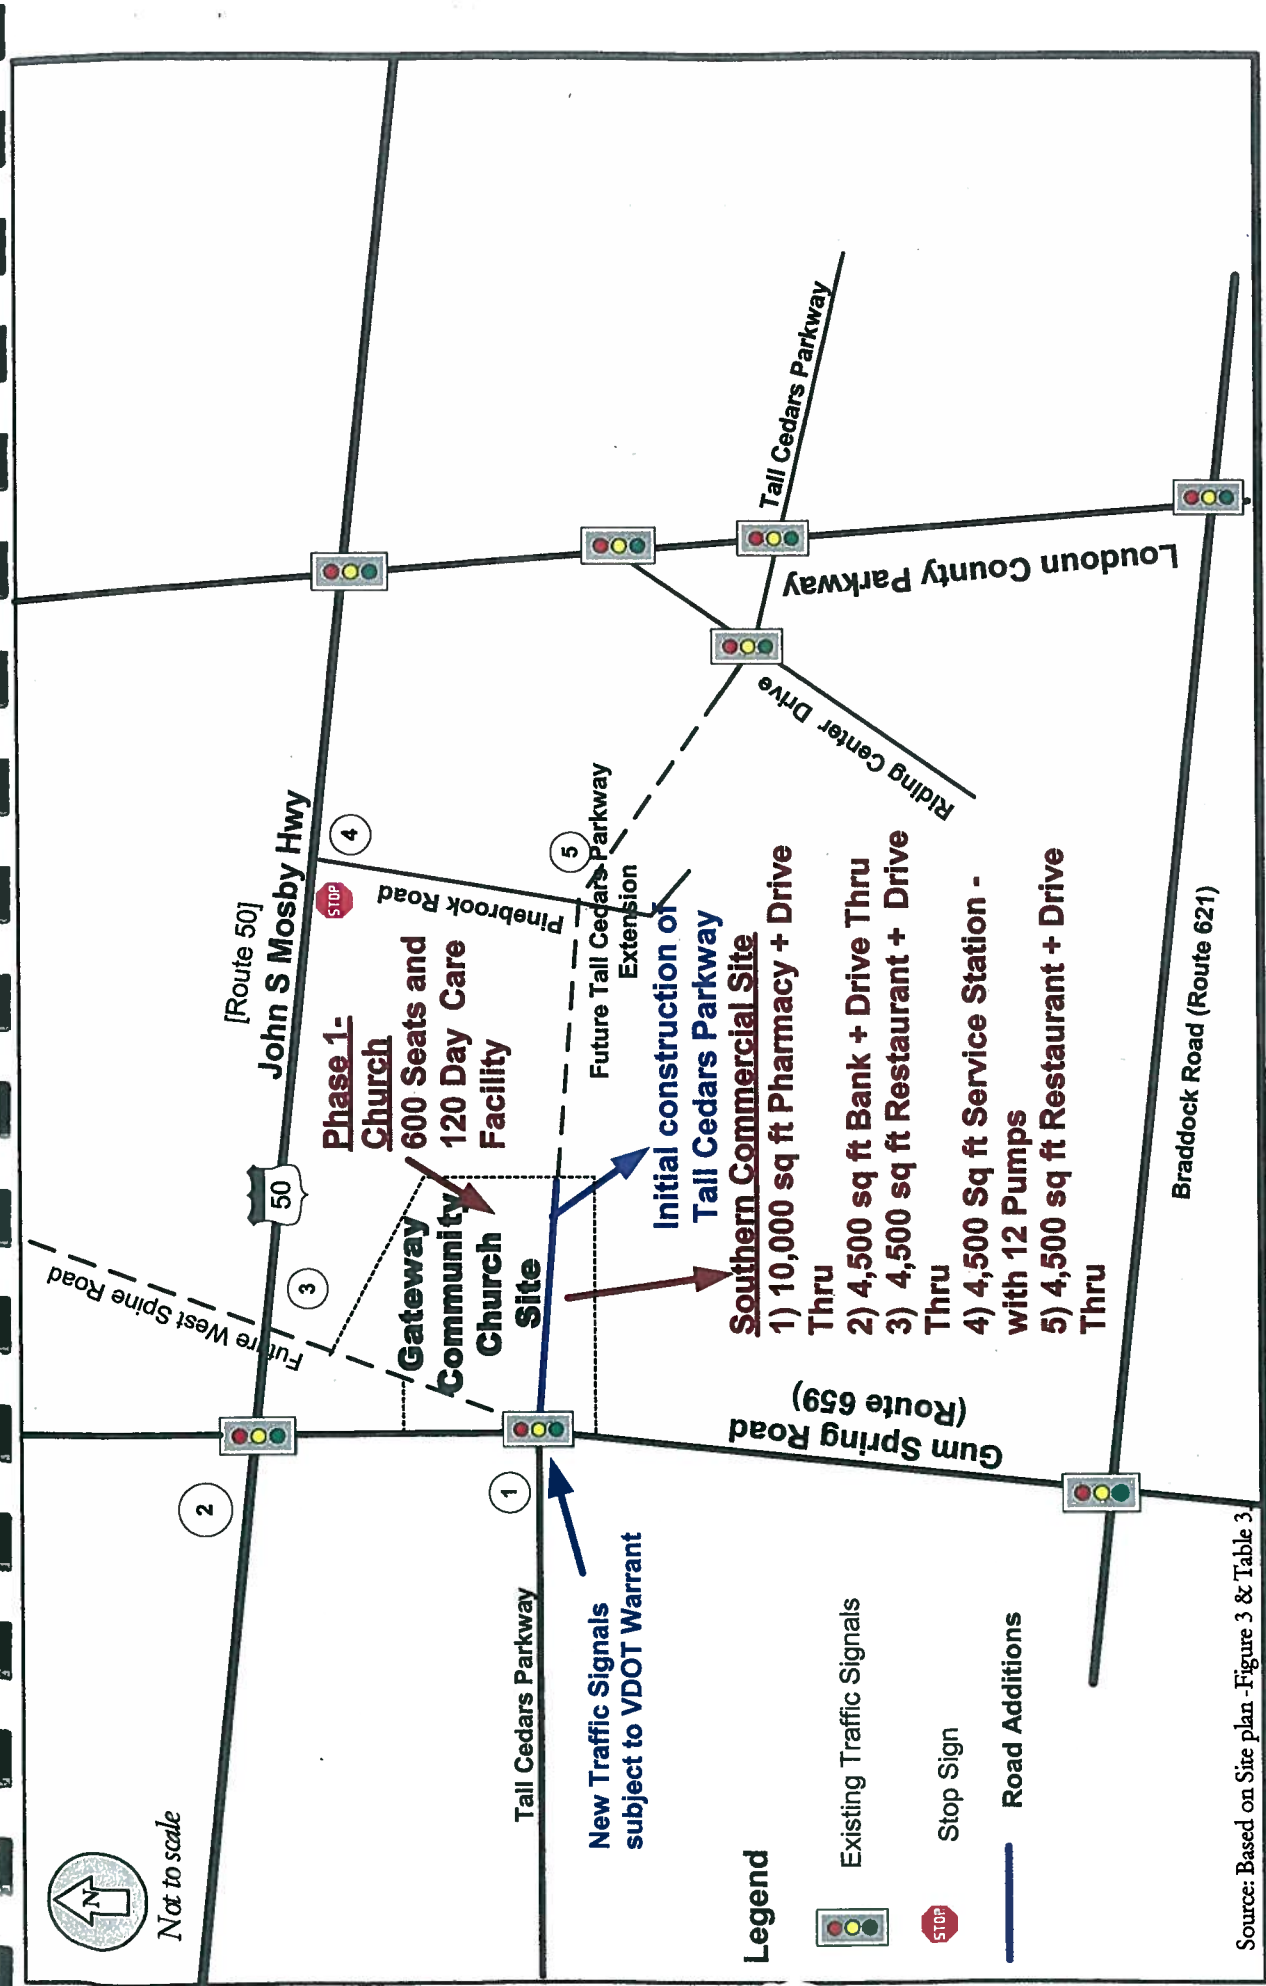 N
Not to scale
[Route 50]
John S Mosby Hwy
Future West Spine Road
50
2
3
4
STOP
Phase 1-
Church
600 Seats and
120 Day Care
Facility
Pinebrook Road
Gateway
Community
Church
Site
1
5
Tall Cedars Parkway
Future Tall Cedars Parkway
Extension
Tall Cedars Parkway
New Traffic Signals
subject to VDOT Warrant
Initial construction of
Tall Cedars Parkway
Riding Center Drive
Loudoun County Parkway
Southern Commercial Site
1) 10,000 sq ft Pharmacy + Drive
Thru
2) 4,500 sq ft Bank + Drive Thru
3) 4,500 sq ft Restaurant + Drive
Thru
4) 4,500 Sq ft Service Station -
with 12 Pumps
5) 4,500 sq ft Restaurant + Drive
Thru
Gum Spring Road
(Route 659)
Braddock Road (Route 621)
Legend
Existing Traffic Signals
STOP
Stop Sign
Road Additions
Source: Based on Site plan -Figure 3 & Table 3.